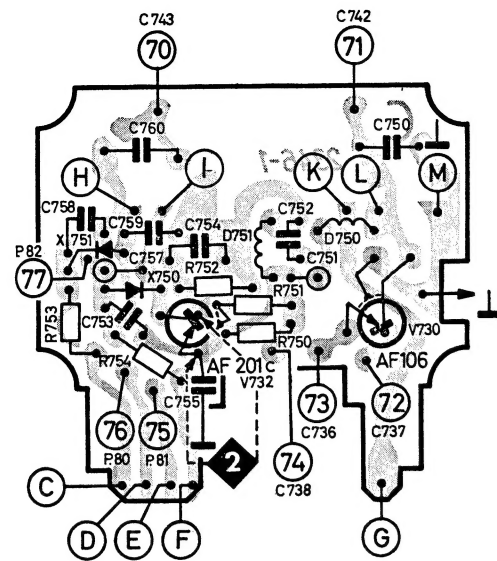 C743
C742
70
71
C760
C750
H
I
K
L
M
C758
C759
C754
D751
C752
D750
P82
X751
C757
R752
C751
77
X750
R751
R753
C753
R750
V730
R754
AF 201c
AF106
C755
V732
76
75
73
72
P.80
P.81
2
74
C736
C737
C738
C
D
E
F
G